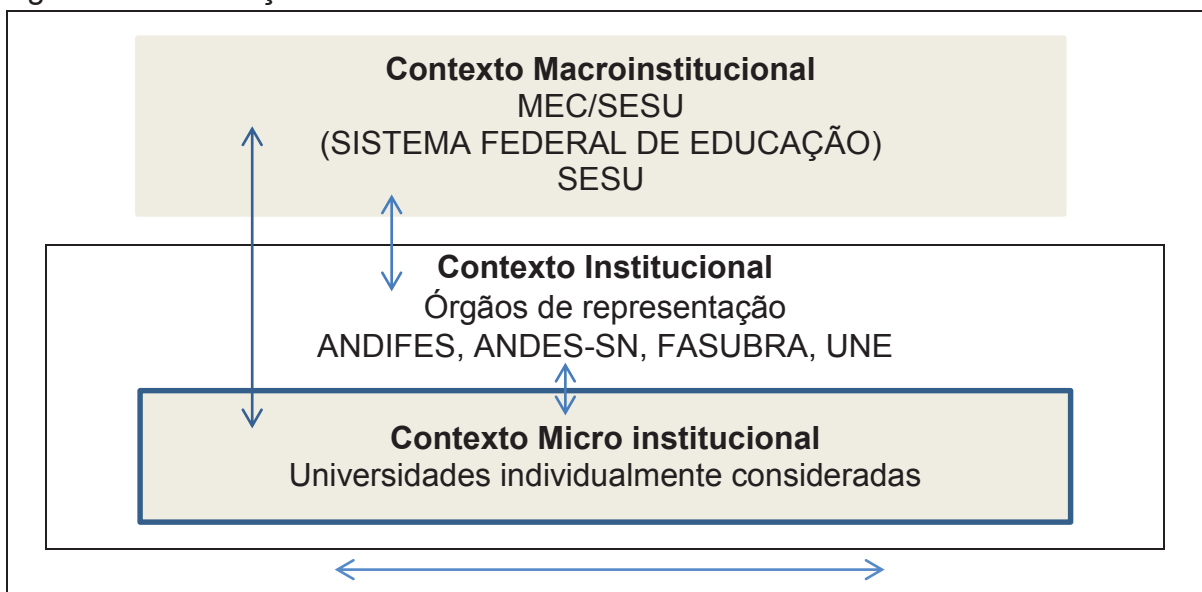 Contexto Macroinstitucional
MEC/SESU
(SISTEMA FEDERAL DE EDUCAÇÃO)
SESU
Contexto Institucional
Órgãos de representação
ANDIFES, ANDES-SN, FASUBRA, UNE
Contexto Micro institucional
Universidades individualmente consideradas